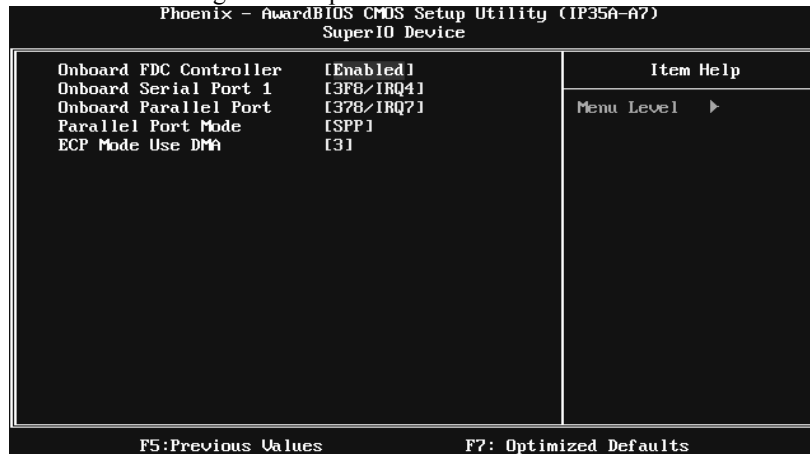 Phoenix - AwardBIOS CMOS Setup Utility (IP35A-A7)
SuperIO Device
Onboard FDC Controller [Enabled]
Onboard Serial Port 1 [3F8/IRQ4]
Onboard Parallel Port [378/IRQ7]
Parallel Port Mode [SPP]
ECP Mode Use DMA [3]
Item Help
Menu Level ▶
F5:Previous Values F7: Optimized Defaults